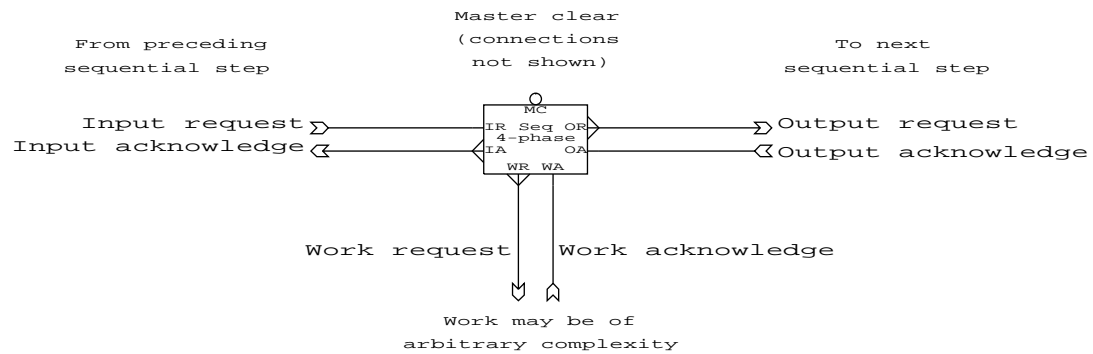 Master clear
(connections
not shown)
From preceding
sequential step
To next
sequential step
MC
Input request
IR Seq OR
Output request
4-phase
Input acknowledge
IA
OA
Output acknowledge
WR WA
Work request
Work acknowledge
Work may be of
arbitrary complexity